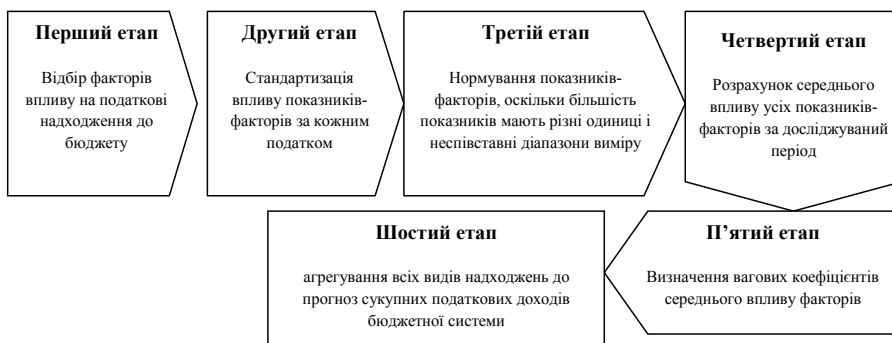 Перший етап
Відбір факторів
впливу на податкові
надходження до
бюджету
Другий етап
Стандартизація
впливу показників-
факторів за кожним
податком
Третій етап
Нормування показників-
факторів, оскільки більшість
показників мають різні одиниці і
неспівставні діапазони виміру
Четвертий етап
Розрахунок середнього
впливу усіх показників-
факторів за досліджуваний
період
П’ятий етап
Визначення вагових коефіцієнтів
середнього впливу факторів
Шостий етап
агрегування всіх видів надходжень до
прогноз сукупних податкових доходів
бюджетної системи